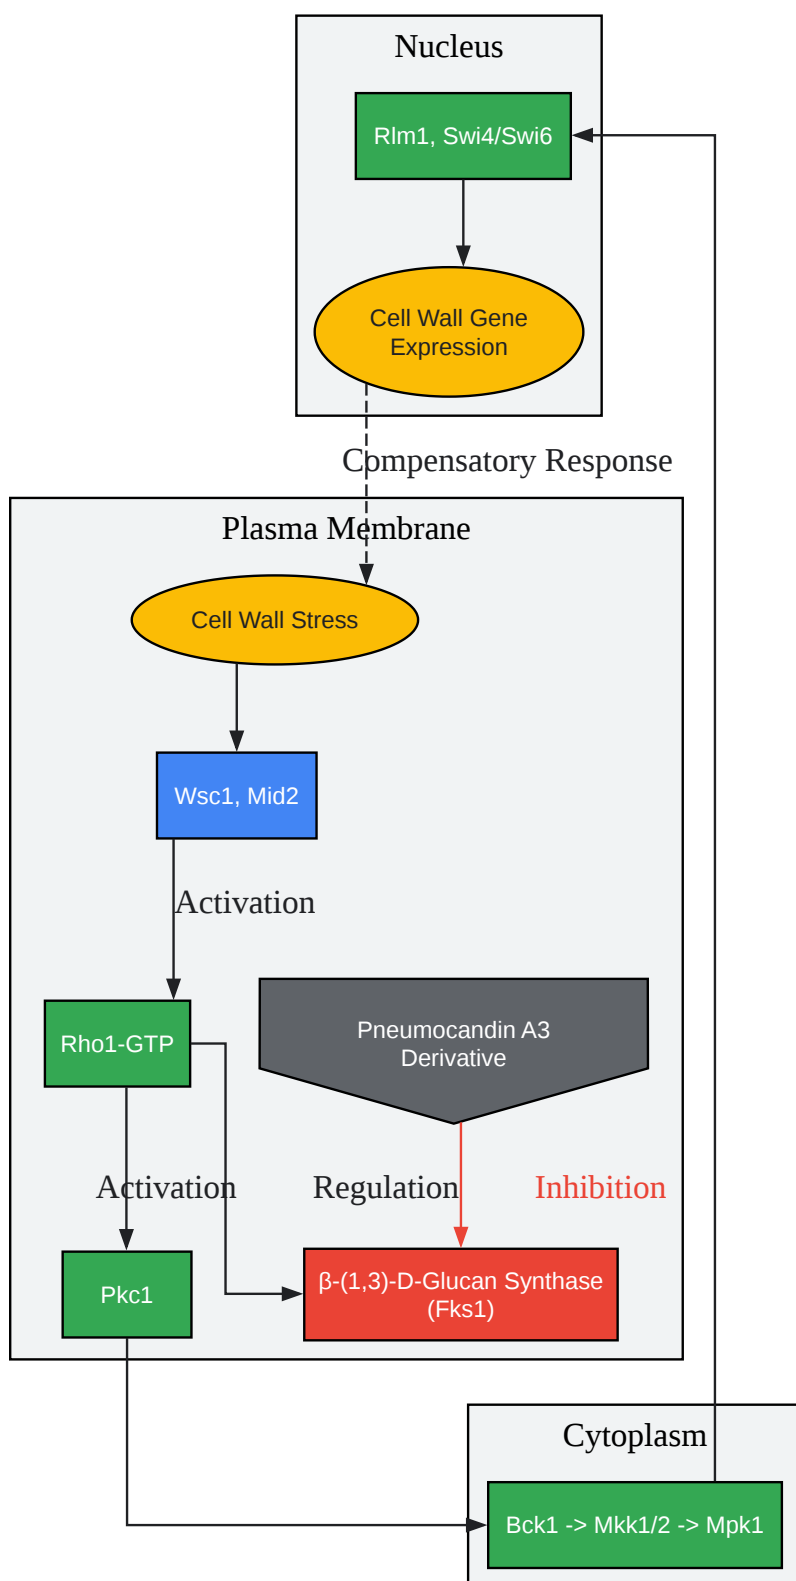 Nucleus
Rlm1, Swi4/Swi6
Cell Wall Gene
Expression
Compensatory Response
Plasma Membrane
Cell Wall Stress
Wsc1, Mid2
Activation
Rho1-GTP
Pneumocandin A3
Derivative
Activation
Regulation
Inhibition
Pkc1
β-(1,3)-D-Glucan Synthase
(Fks1)
Cytoplasm
Bck1 -> Mkk1/2 -> Mpk1